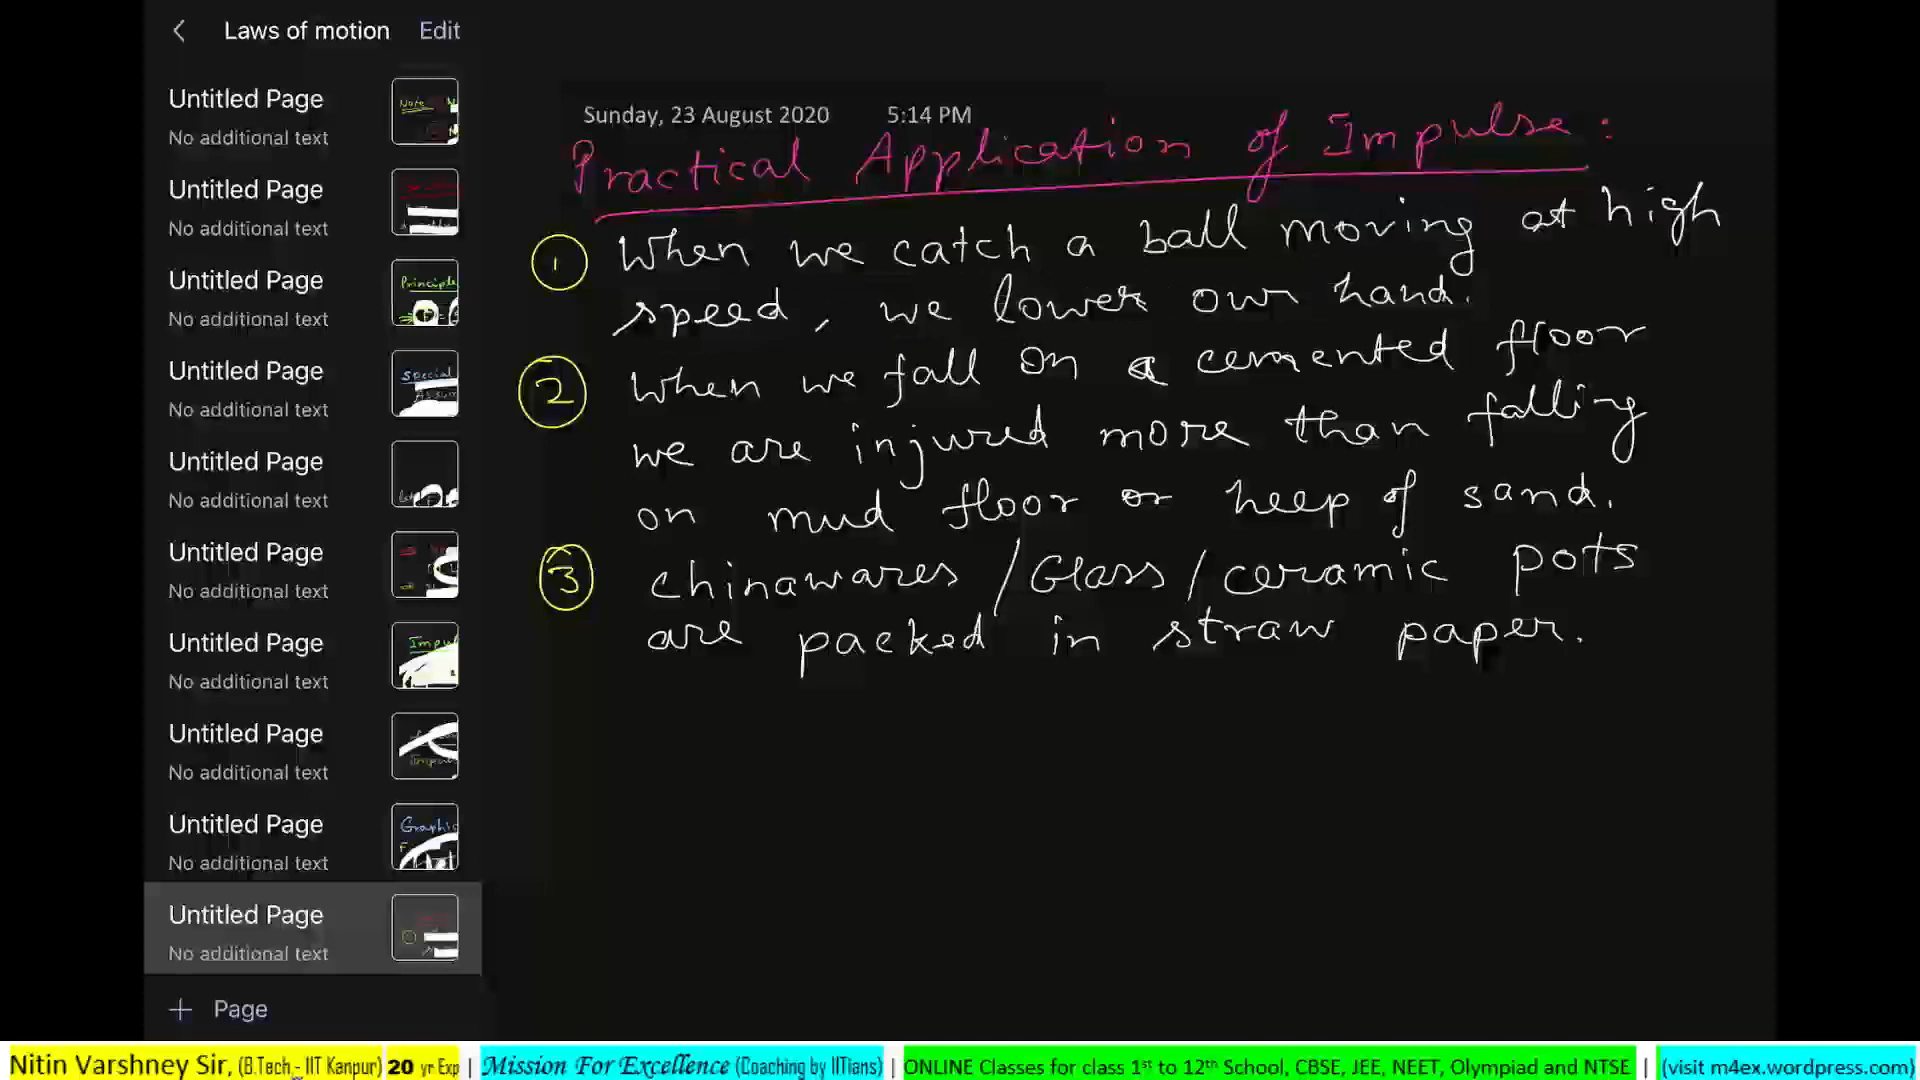 Laws of motion Edit
Untitled Page
No additional text
Untitled Page
No additional text
Untitled Page
No additional text
Untitled Page
No additional text
Untitled Page
No additional text
Untitled Page
No additional text
Untitled Page
No additional text
Untitled Page
No additional text
Untitled Page
No additional text
Untitled Page
No additional text
+ Page
Sunday, 23 August 2020 5:14 PM
Practical Application of Impulse :
1 When we catch a ball moving at high
speed, we lower our hand.
2 When we fall on a cemented floor
we are injured more than falling
on mud floor or heep of sand.
3 chinawares / Glass / ceramic pots
are packed in straw paper.
Nitin Varshney Sir, (B.Tech,- IIT Kanpur) 20 yr Exp | Mission For Excellence (Coaching by IITians) | ONLINE Classes for class 1st to 12th School, CBSE, JEE, NEET, Olympiad and NTSE | (visit m4ex.wordpress.com)